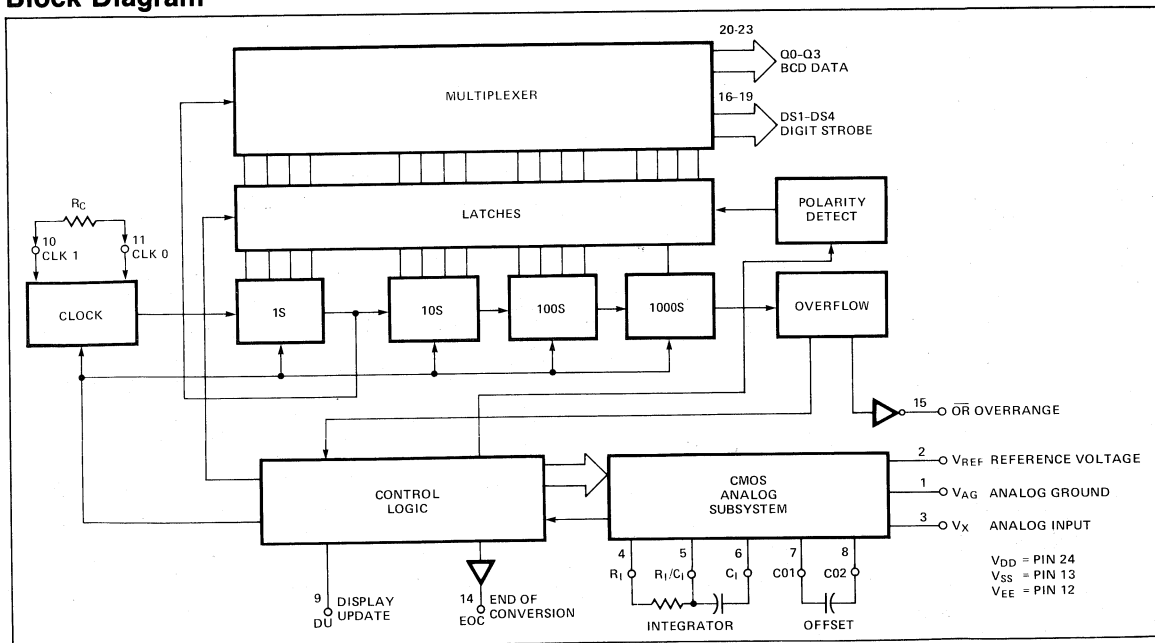 Block Diagram
20-23
Q0-Q3
BCD DATA
MULTIPLEXER
16-19
DS1-DS4
DIGIT STROBE
LATCHES
POLARITY
DETECT
RC
10
CLK 1
11
CLK 0
CLOCK
1S
10S
100S
1000S
OVERFLOW
15
OR OVERRANGE
CONTROL
LOGIC
CMOS
ANALOG
SUBSYSTEM
2
VREF REFERENCE VOLTAGE
1
VAG ANALOG GROUND
3
VX ANALOG INPUT
4
RI
5
RI/CI
6
CI
7
C01
8
C02
VDD = PIN 24
VSS = PIN 13
VEE = PIN 12
9
DU
DISPLAY
UPDATE
14
EOC
END OF
CONVERSION
INTEGRATOR
OFFSET